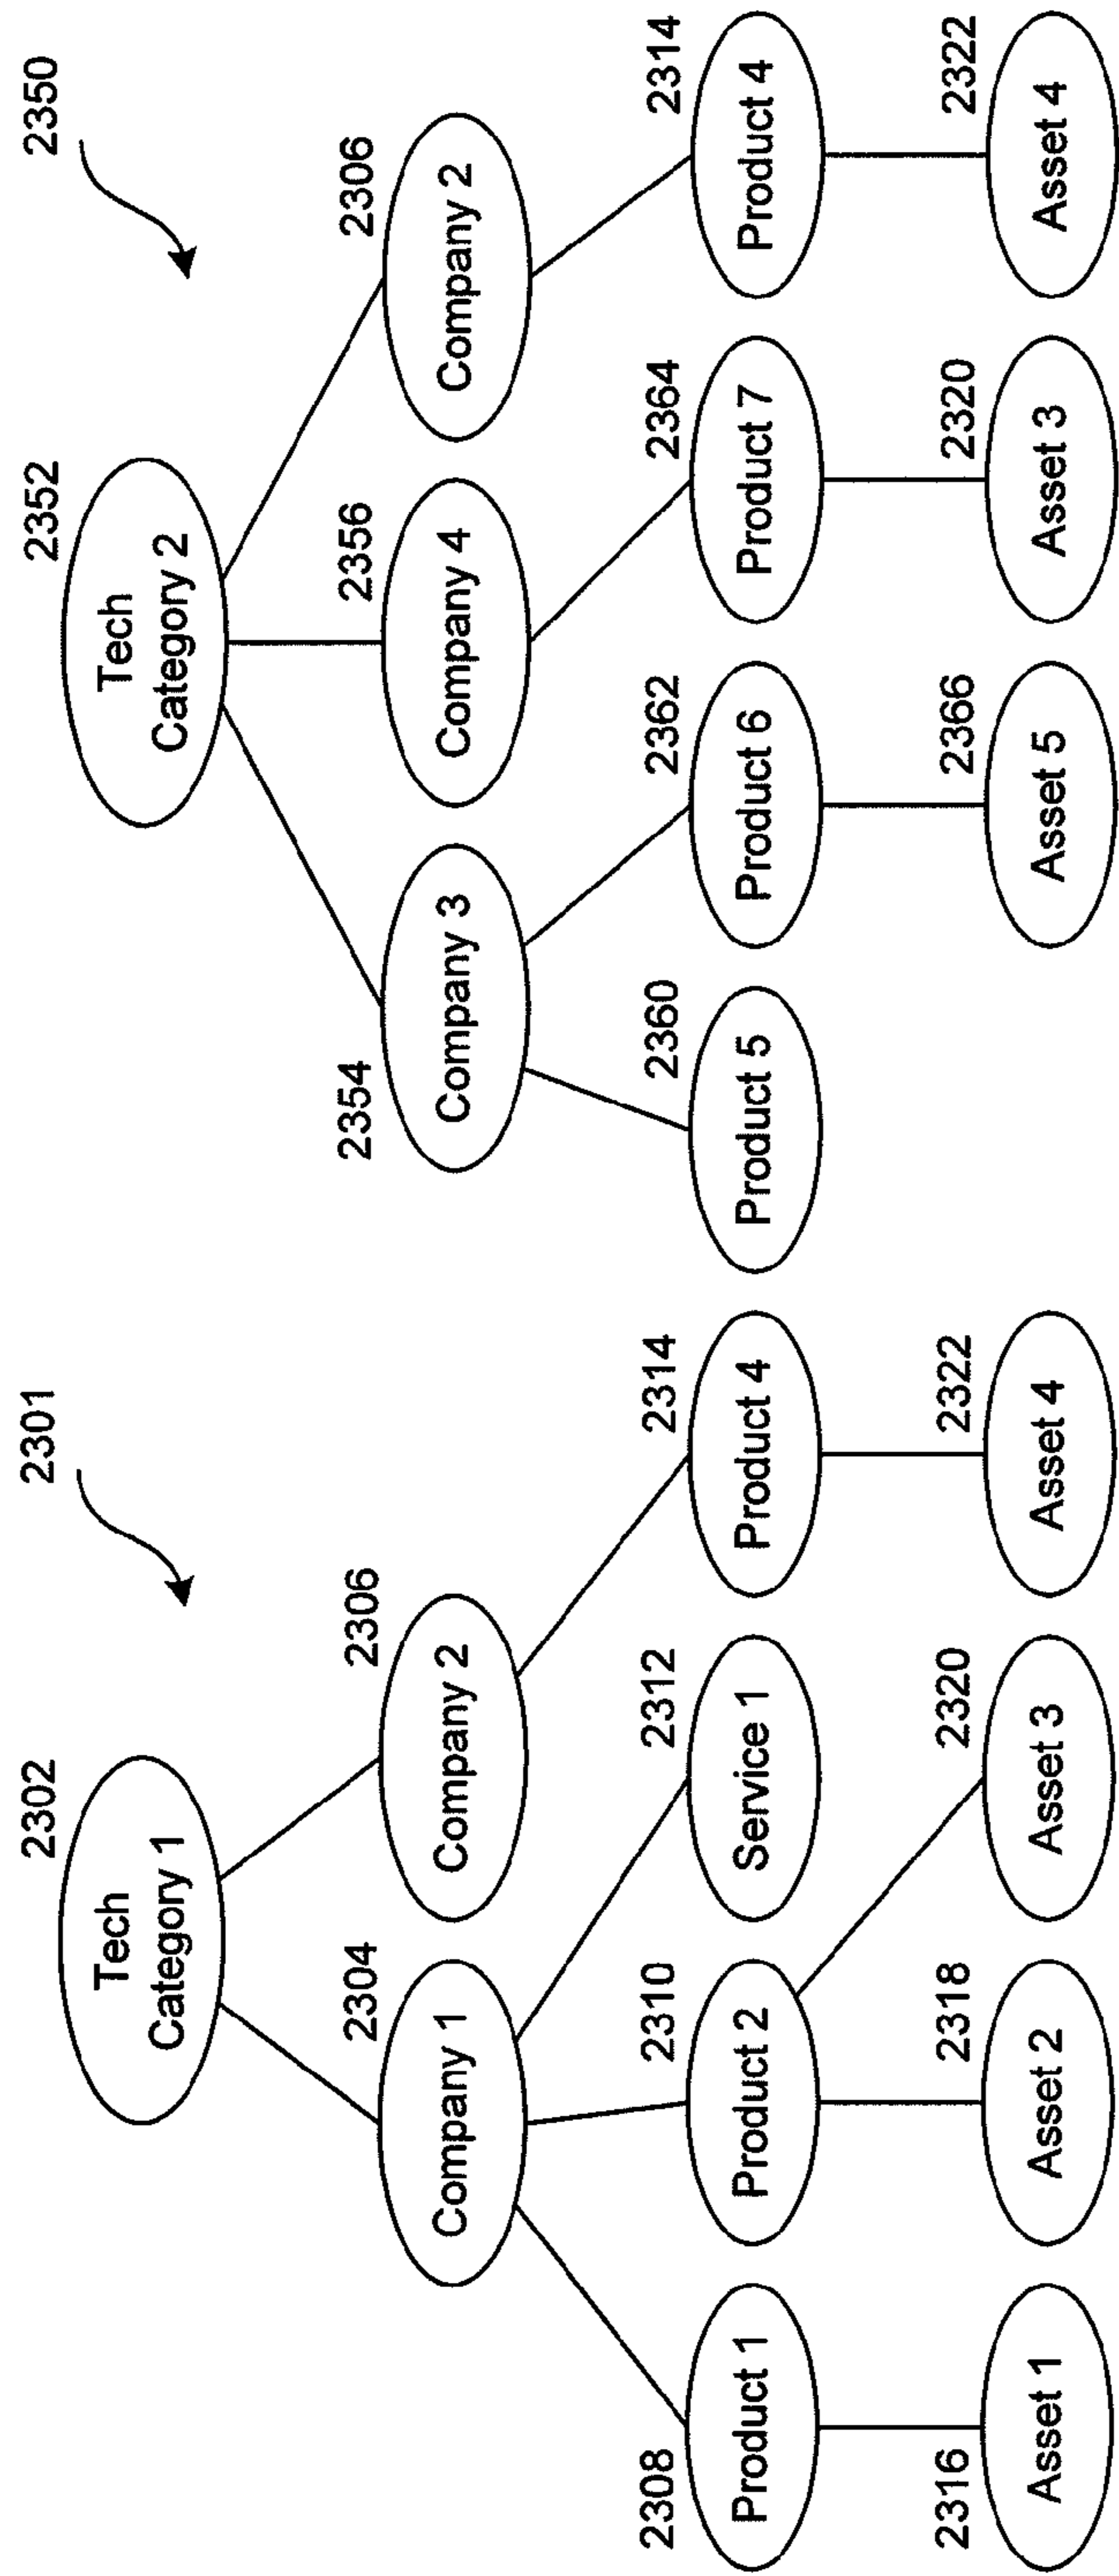 2301
2302
Tech
Category 1
2304
Company 1
2306
Company 2
2308
Product 1
2310
Product 2
2312
Service 1
2314
Product 4
2316
Asset 1
2318
Asset 2
2320
Asset 3
2322
Asset 4
2350
2352
Tech
Category 2
2354
Company 3
2356
Company 4
2306
Company 2
2360
Product 5
2362
Product 6
2364
Product 7
2314
Product 4
2366
Asset 5
2320
Asset 3
2322
Asset 4